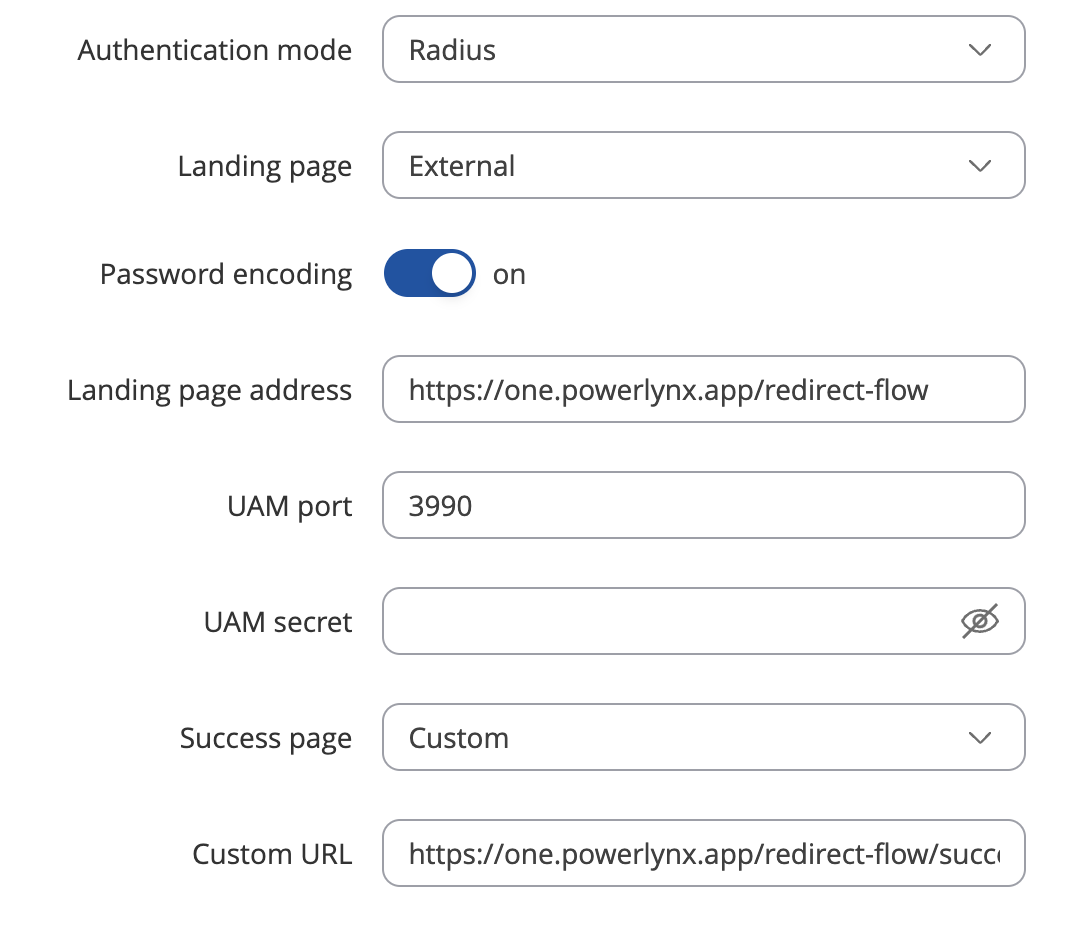 Authentication mode Radius
Landing page External
Password encoding on
Landing page address https://one.powerlynx.app/redirect-flow
UAM port 3990
UAM secret
Success page Custom
Custom URL https://one.powerlynx.app/redirect-flow/succ